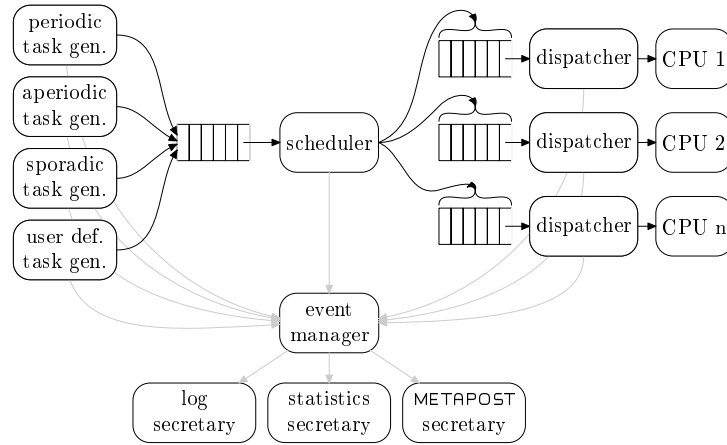 periodic
task gen.
aperiodic
task gen.
sporadic
task gen.
user def.
task gen.
scheduler
dispatcher
CPU 1
dispatcher
CPU 2
dispatcher
CPU n
event
manager
log
secretary
statistics
secretary
METAPOST
secretary